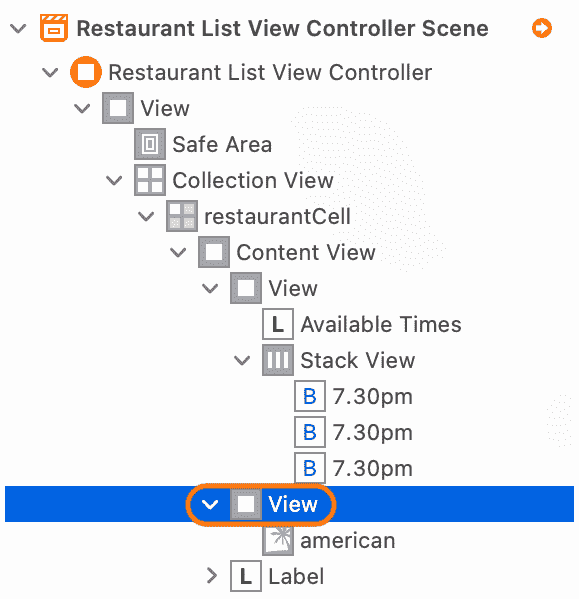 Restaurant List View Controller Scene
Restaurant List View Controller
View
Safe Area
Collection View
restaurantCell
Content View
View
L Available Times
Stack View
B 7.30pm
B 7.30pm
B 7.30pm
View
american
L Label